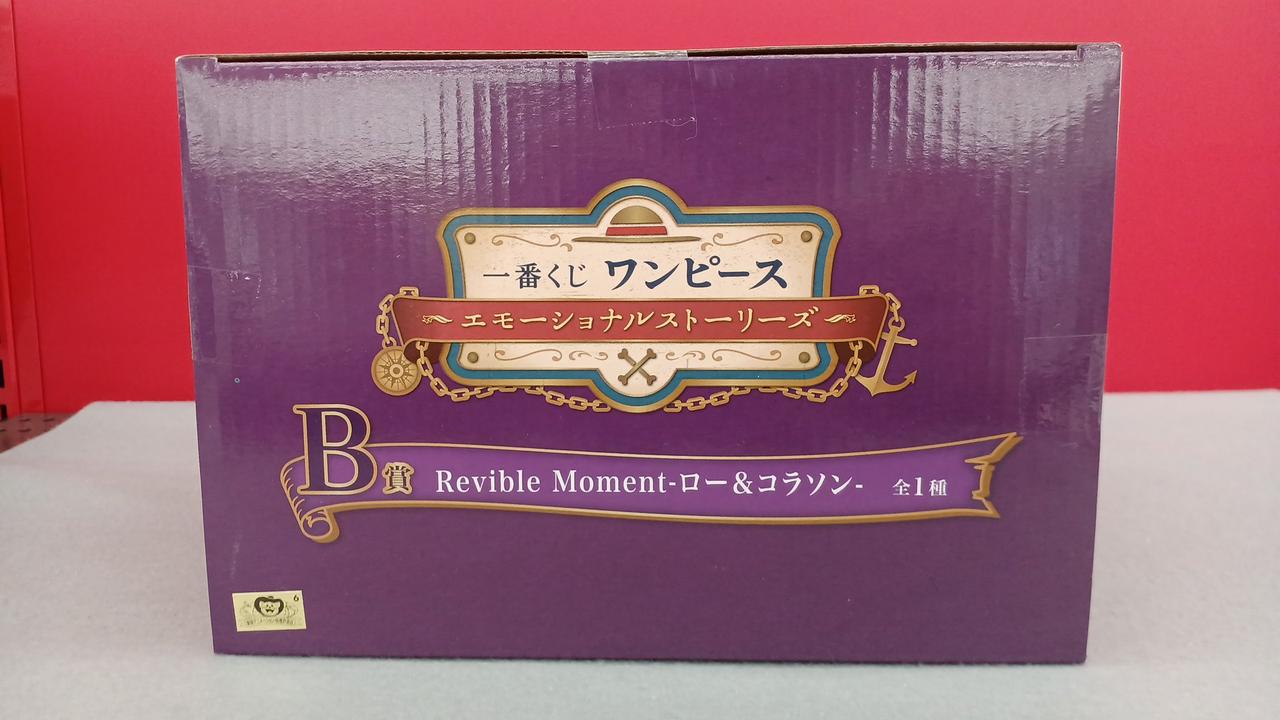 一番くじ ワンピース
エモーショナルストーリーズ
B賞 Revible Moment-ロー&コラソン- 全1種
6